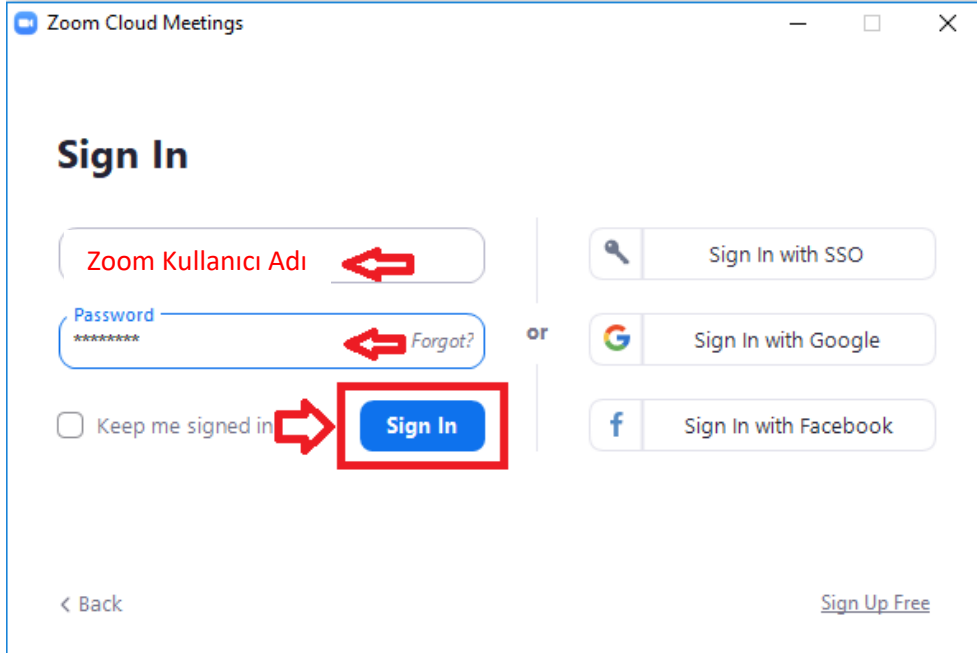 Zoom Cloud Meetings
Sign In
Zoom Kullanıcı Adı
Password
********
Forgot?
Keep me signed in
Sign In
or
Sign In with SSO
Sign In with Google
Sign In with Facebook
< Back
Sign Up Free